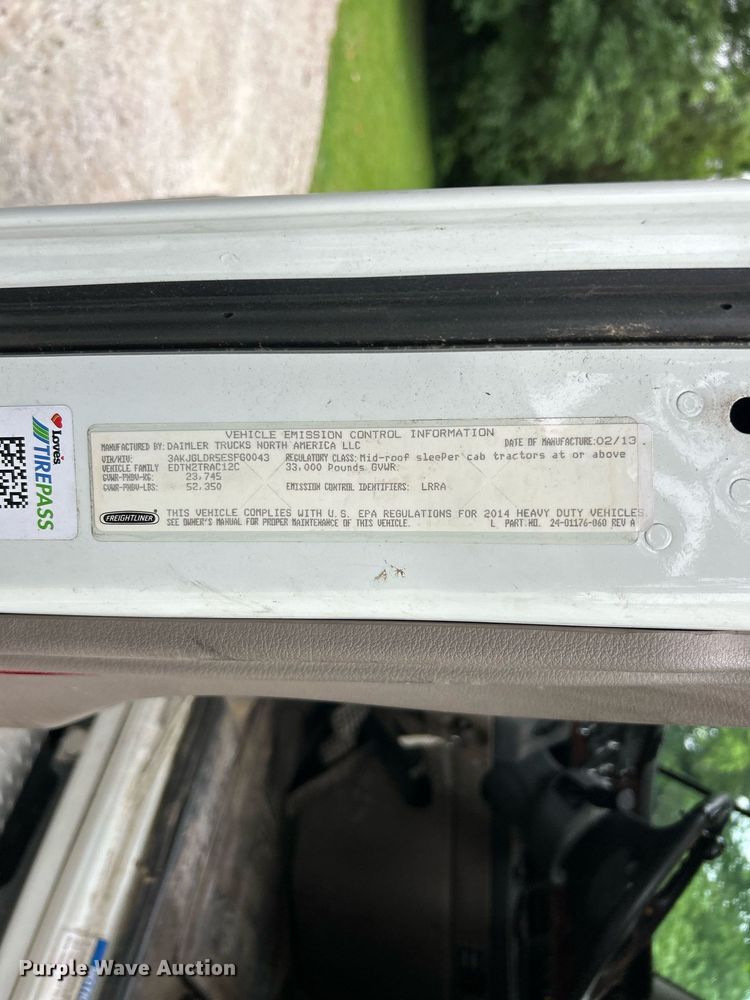 VEHICLE EMISSION CONTROL INFORMATION
MANUFACTURED BY: DAIMLER TRUCKS NORTH AMERICA LLC DATE OF MANUFACTURE: 02/13
VIN/NIV: 3AKJGLDR5ESFG0043 REGULATORY CLASS: Mid-roof sleeper cab tractors at or above
VEHICLE FAMILY EDTN2TRAC12C 33,000 Pounds GVWR.
GVWR-PNBV-KG: 23,745
GVWR-PNBV-LBS: 52,350 EMISSION CONTROL IDENTIFIERS: LRRA
FREIGHTLINER THIS VEHICLE COMPLIES WITH U.S. EPA REGULATIONS FOR 2014 HEAVY DUTY VEHICLES
SEE OWNER'S MANUAL FOR PROPER MAINTENANCE OF THIS VEHICLE. L PART.NO. 24-01176-060 REV A
Love's
TIREPASS
Purple Wave Auction